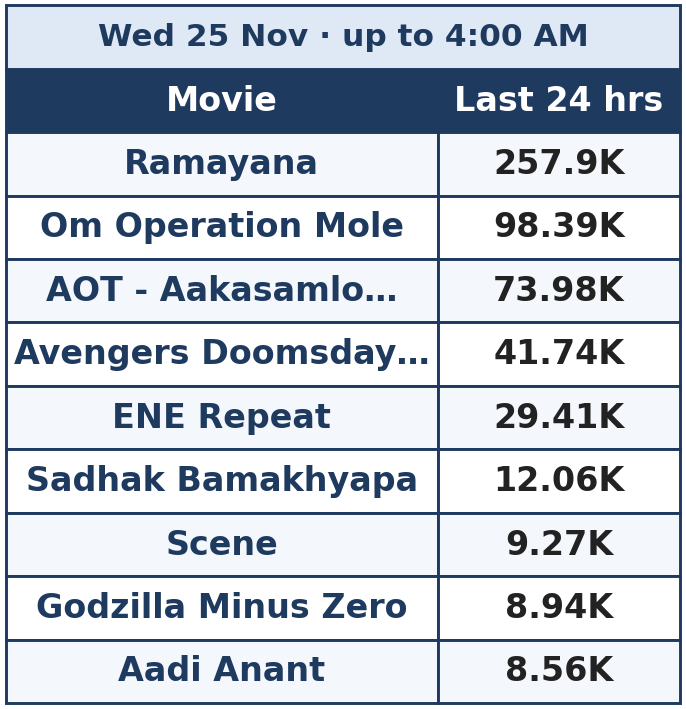 Wed 25 Nov · up to 4:00 AM
Movie Last 24 hrs
Ramayana 257.9K
Om Operation Mole 98.39K
AOT - Aakasamlo... 73.98K
Avengers Doomsday... 41.74K
ENE Repeat 29.41K
Sadhak Bamakhyapa 12.06K
Scene 9.27K
Godzilla Minus Zero 8.94K
Aadi Anant 8.56K